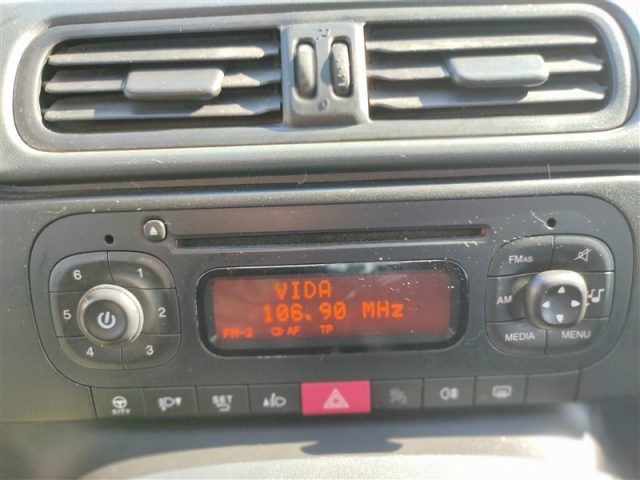 VIDA
106.90 MHz
FM-2 CD AF TP
6 1
5 2
4 3
FMAS
AM
MEDIA MENU
CITY
SET